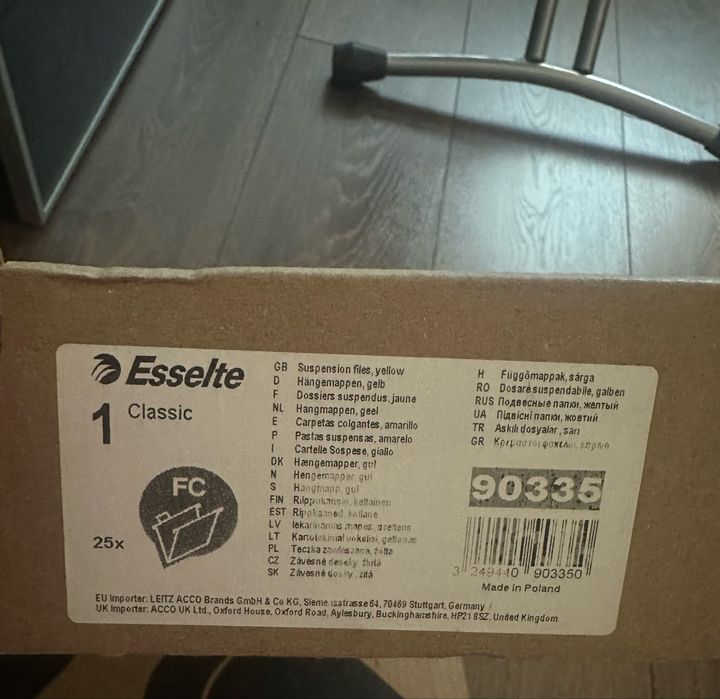 Esselte
1 Classic
FC
25x
GB Suspension files, yellow
D Hängemappen, gelb
F Dossiers suspendus, jaune
NL Hangmappen, geel
E Carpetas colgantes, amarillo
P Pastas suspensas, amarelo
I Cartelle Sospese, giallo
DK Hængemapper, gul
N Hengemapper, gul
S Hängmapp, gul
FIN Riippukansio, keltainen
EST Rippkaaned, kollane
LV
LT Kartotekiniai vokeliai, geltonas
PL Teczka zawieszana, żółta
CZ Závěsné desky, žlutá
SK Závesné dosky, žltá
H Függőmappák, sárga
RO Dosare suspendabile, galben
RUS Подвесные папки, желтый
UA Підвісні папки, жовтий
TR Askılı dosyalar, sarı
GR
90335
3 249440 903350
Made in Poland
EU Importer: LEITZ ACCO Brands GmbH & Co KG, Siemensstrasse 64, 70469 Stuttgart, Germany /
UK Importer: ACCO UK Ltd., Oxford House, Oxford Road, Aylesbury, Buckinghamshire, HP21 8SZ, United Kingdom